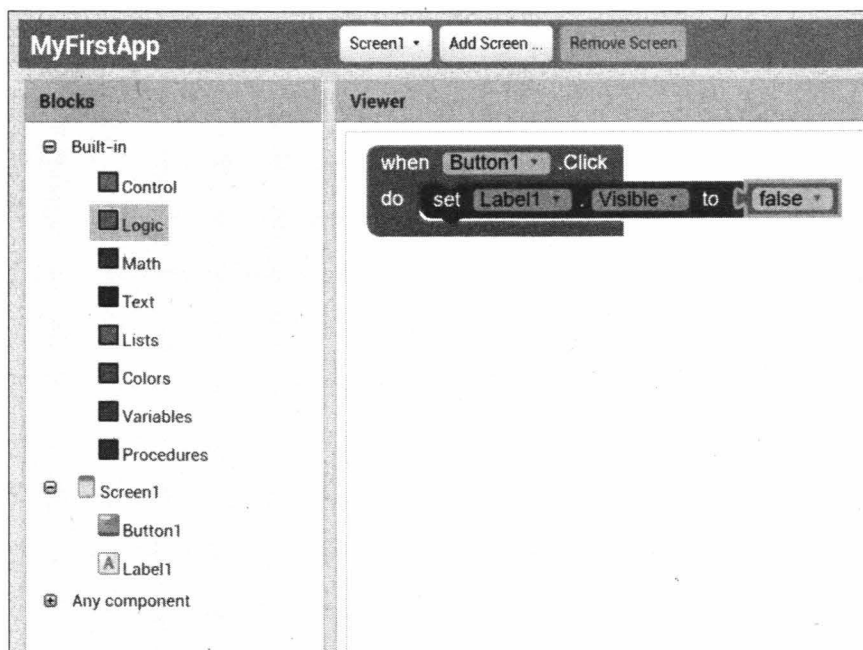 MyFirstApp Screen1 Add Screen ... Remove Screen
Blocks Viewer
Built-in
Control
Logic
Math
Text
Lists
Colors
Variables
Procedures
Screen1
Button1
A Label1
Any component
when Button1 .Click
do set Label1 . Visible to false